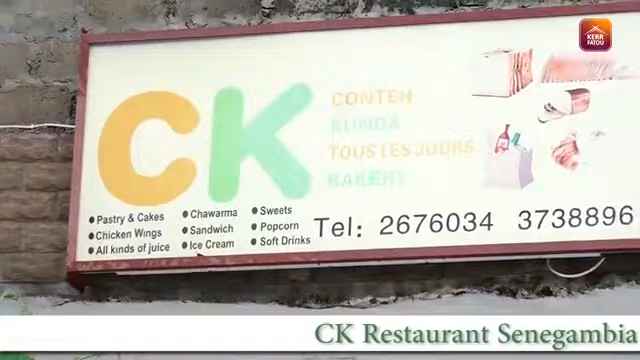 KERR
FATOU
CK
CONTEH
KUNDA
TOUS LES JOURS
BAKERY
● Pastry & Cakes
● Chicken Wings
● All kinds of juice
● Chawarma
● Sandwich
● Ice Cream
● Sweets
● Popcorn
● Soft Drinks
Tel: 2676034 3738896
CK Restaurant Senegambia